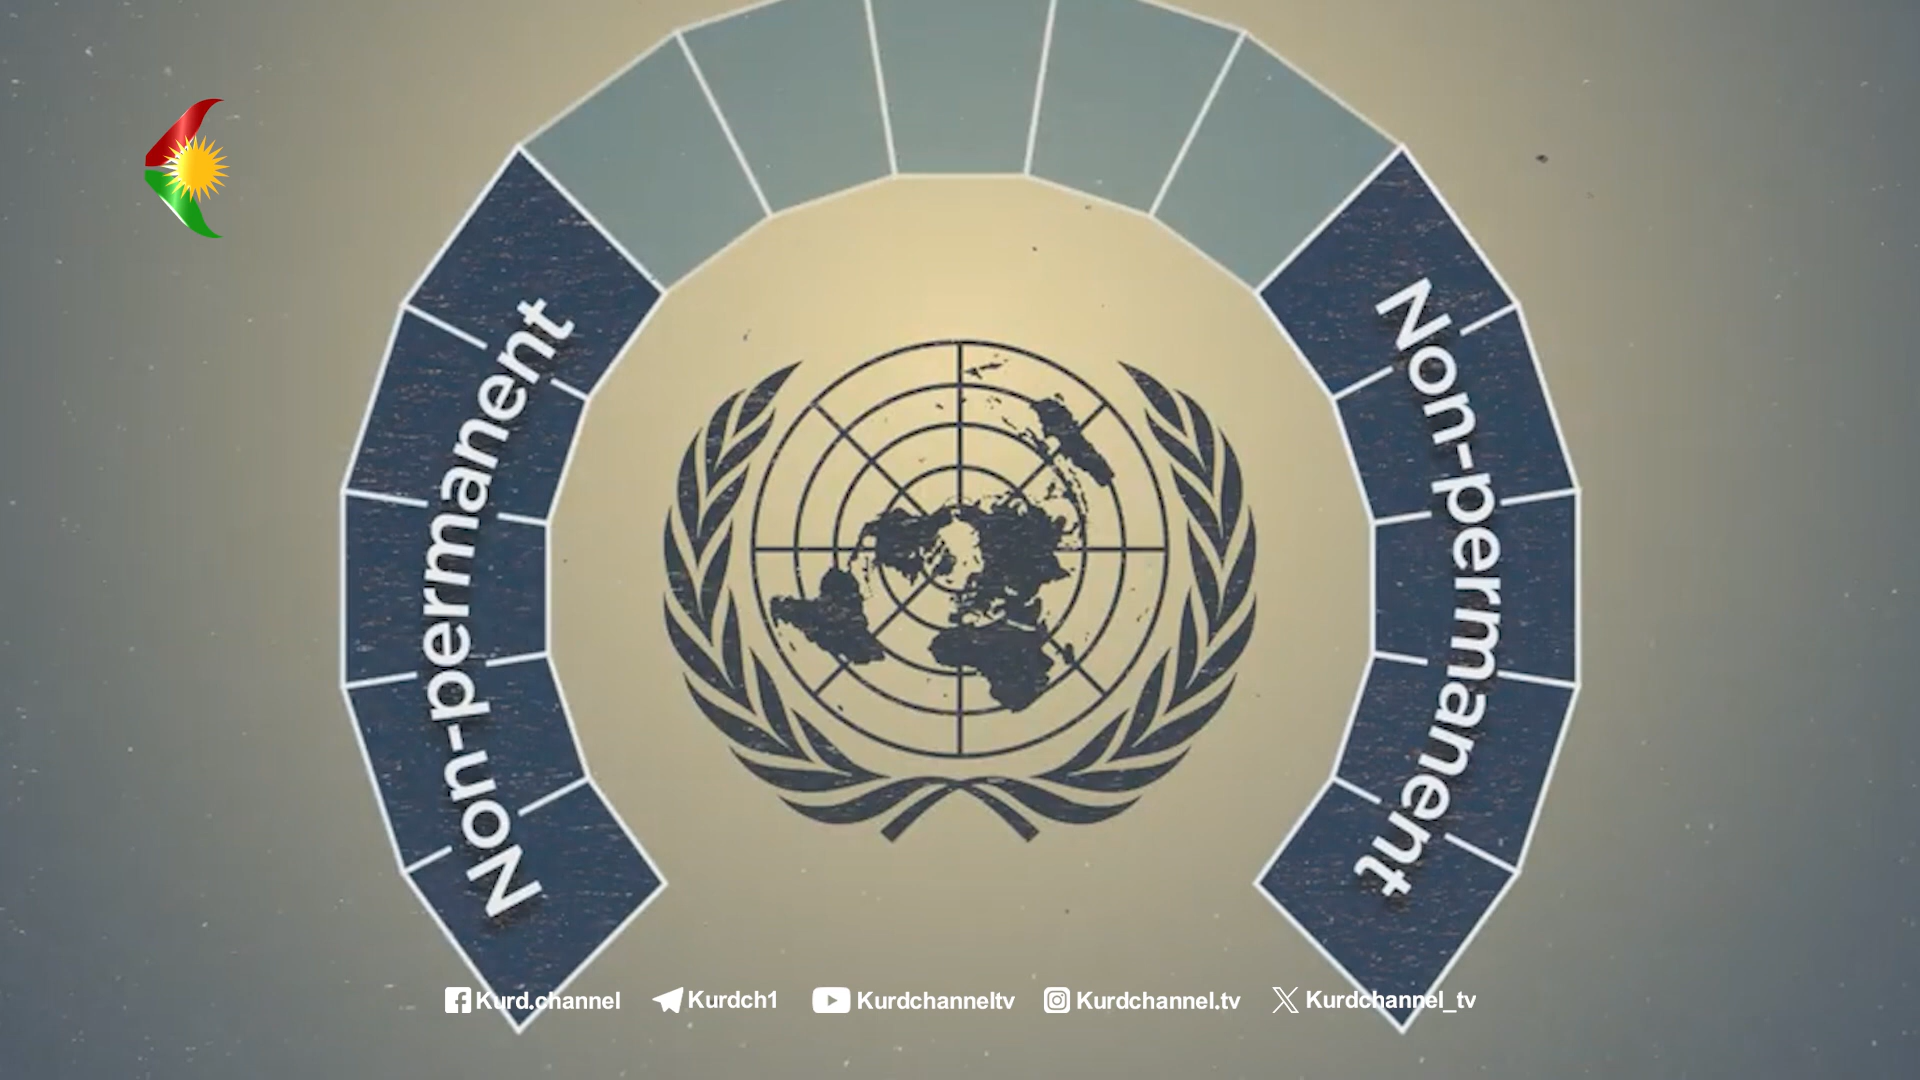 Non-permanent
Non-permanent
Kurd.channel
Kurdch1
Kurdchanneltv
Kurdchannel.tv
Kurdchannel_tv